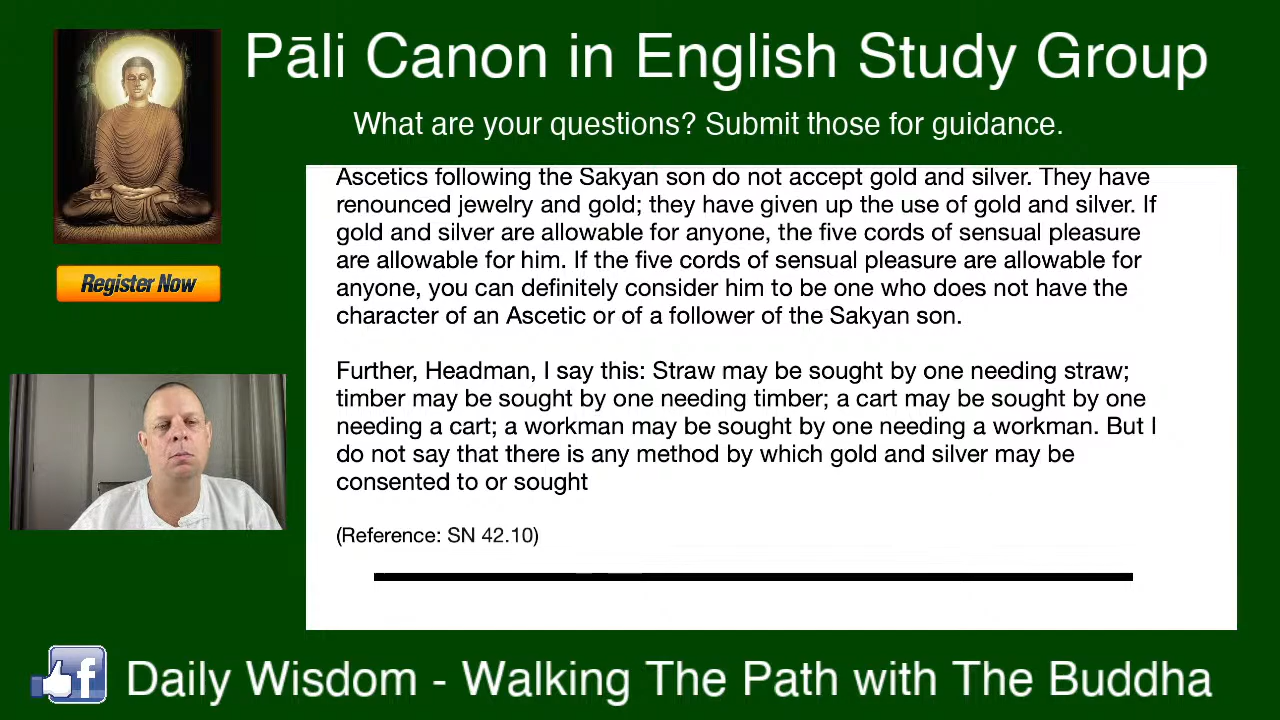 Pāli Canon in English Study Group
What are your questions? Submit those for guidance.
Register Now
Ascetics following the Sakyan son do not accept gold and silver. They have
renounced jewelry and gold; they have given up the use of gold and silver. If
gold and silver are allowable for anyone, the five cords of sensual pleasure
are allowable for him. If the five cords of sensual pleasure are allowable for
anyone, you can definitely consider him to be one who does not have the
character of an Ascetic or of a follower of the Sakyan son.
Further, Headman, I say this: Straw may be sought by one needing straw;
timber may be sought by one needing timber; a cart may be sought by one
needing a cart; a workman may be sought by one needing a workman. But I
do not say that there is any method by which gold and silver may be
consented to or sought
(Reference: SN 42.10)
f
Daily Wisdom - Walking The Path with The Buddha